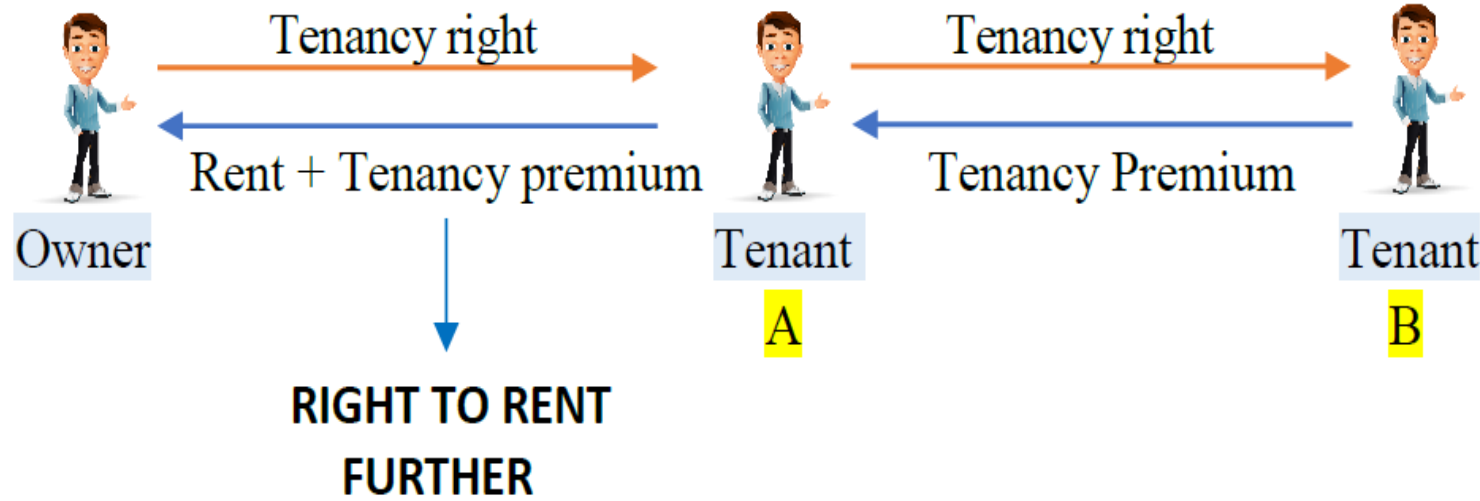 Tenancy right
Tenancy right
Rent + Tenancy premium
Tenancy Premium
Owner
Tenant
Tenant
A
B
RIGHT TO RENT
FURTHER